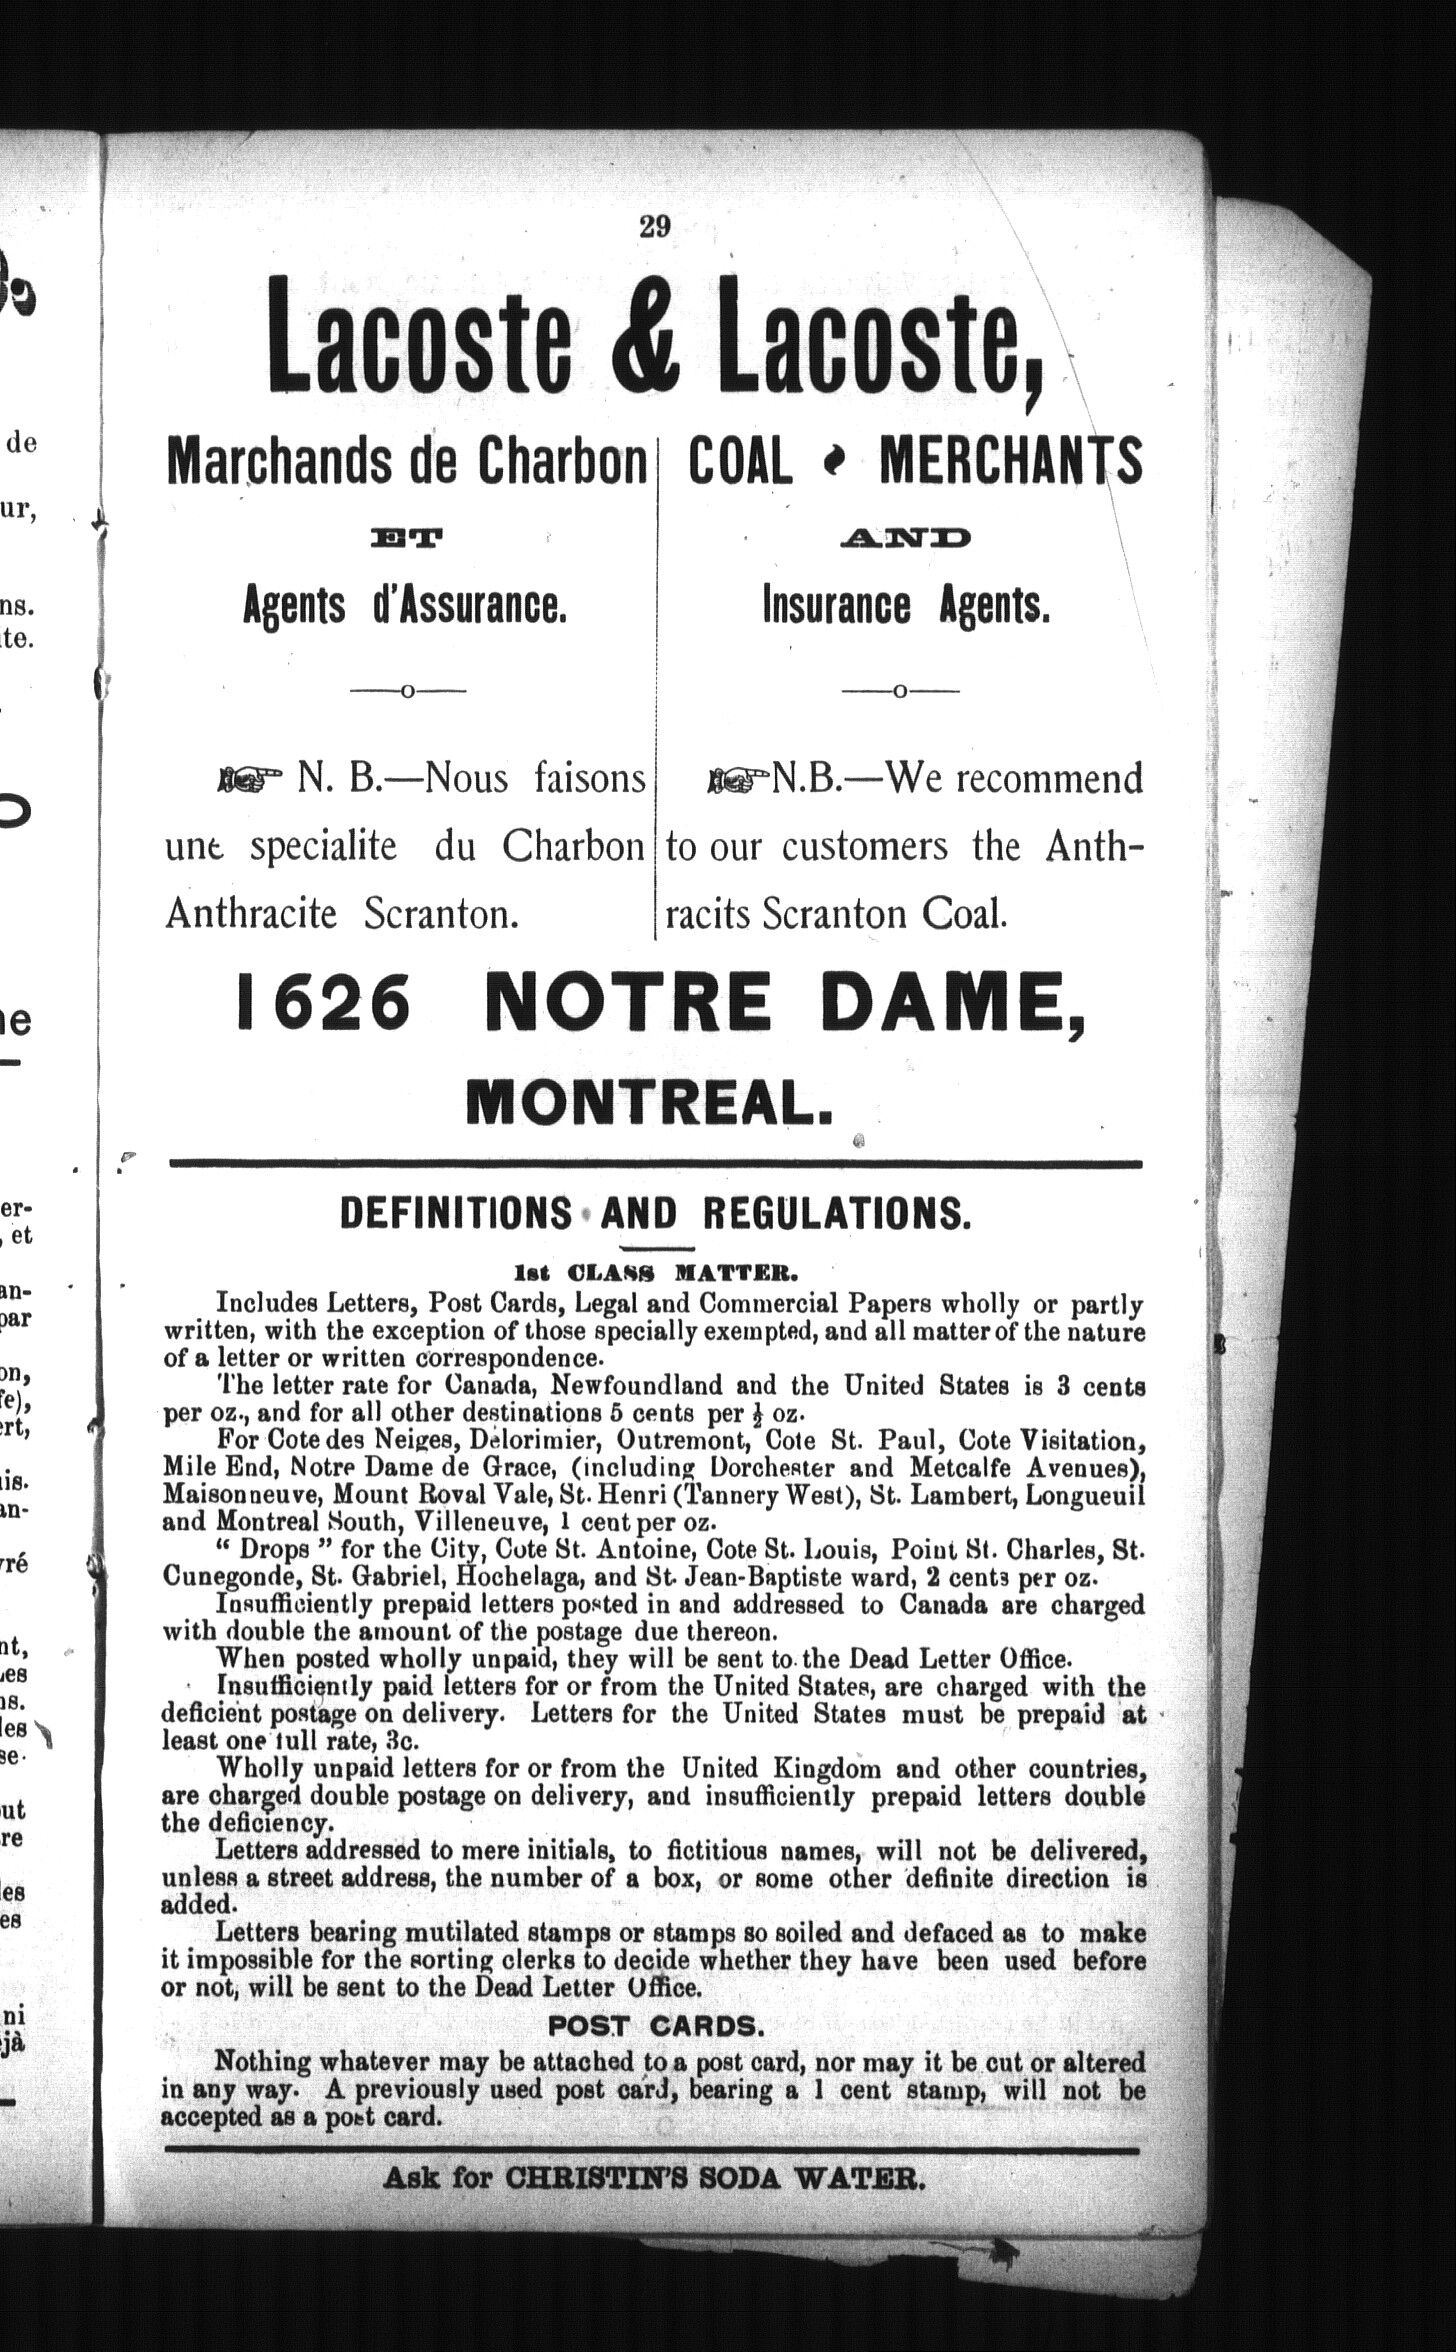 29
Lacoste & Lacoste,
Marchands de Charbon
ET
Agents d'Assurance.
N. B.—Nous faisons
une specialite du Charbon
Anthracite Scranton.
COAL MERCHANTS
AND
Insurance Agents.
N.B.—We recommend
to our customers the Anth-
racits Scranton Coal.
1626 NOTRE DAME,
MONTREAL.
DEFINITIONS AND REGULATIONS.
1st CLASS MATTER.
Includes Letters, Post Cards, Legal and Commercial Papers wholly or partly
written, with the exception of those specially exempted, and all matter of the nature
of a letter or written correspondence.
The letter rate for Canada, Newfoundland and the United States is 3 cents
per oz., and for all other destinations 5 cents per ½ oz.
For Cote des Neiges, Delorimier, Outremont, Cote St. Paul, Cote Visitation,
Mile End, Notre Dame de Grace, (including Dorchester and Metcalfe Avenues),
Maisonneuve, Mount Royal Vale, St. Henri (Tannery West), St. Lambert, Longueuil
and Montreal South, Villeneuve, 1 cent per oz.
“ Drops ” for the City, Cote St. Antoine, Cote St. Louis, Point St. Charles, St.
Cunegonde, St. Gabriel, Hochelaga, and St. Jean-Baptiste ward, 2 cents per oz.
Insufficiently prepaid letters posted in and addressed to Canada are charged
with double the amount of the postage due thereon.
When posted wholly unpaid, they will be sent to the Dead Letter Office.
Insufficiently paid letters for or from the United States, are charged with the
deficient postage on delivery. Letters for the United States must be prepaid at
least one full rate, 3c.
Wholly unpaid letters for or from the United Kingdom and other countries,
are charged double postage on delivery, and insufficiently prepaid letters double
the deficiency.
Letters addressed to mere initials, to fictitious names, will not be delivered,
unless a street address, the number of a box, or some other definite direction is
added.
Letters bearing mutilated stamps or stamps so soiled and defaced as to make
it impossible for the sorting clerks to decide whether they have been used before
or not, will be sent to the Dead Letter Office.
POST CARDS.
Nothing whatever may be attached to a post card, nor may it be cut or altered
in any way. A previously used post card, bearing a 1 cent stamp, will not be
accepted as a post card.
Ask for CHRISTIN'S SODA WATER.